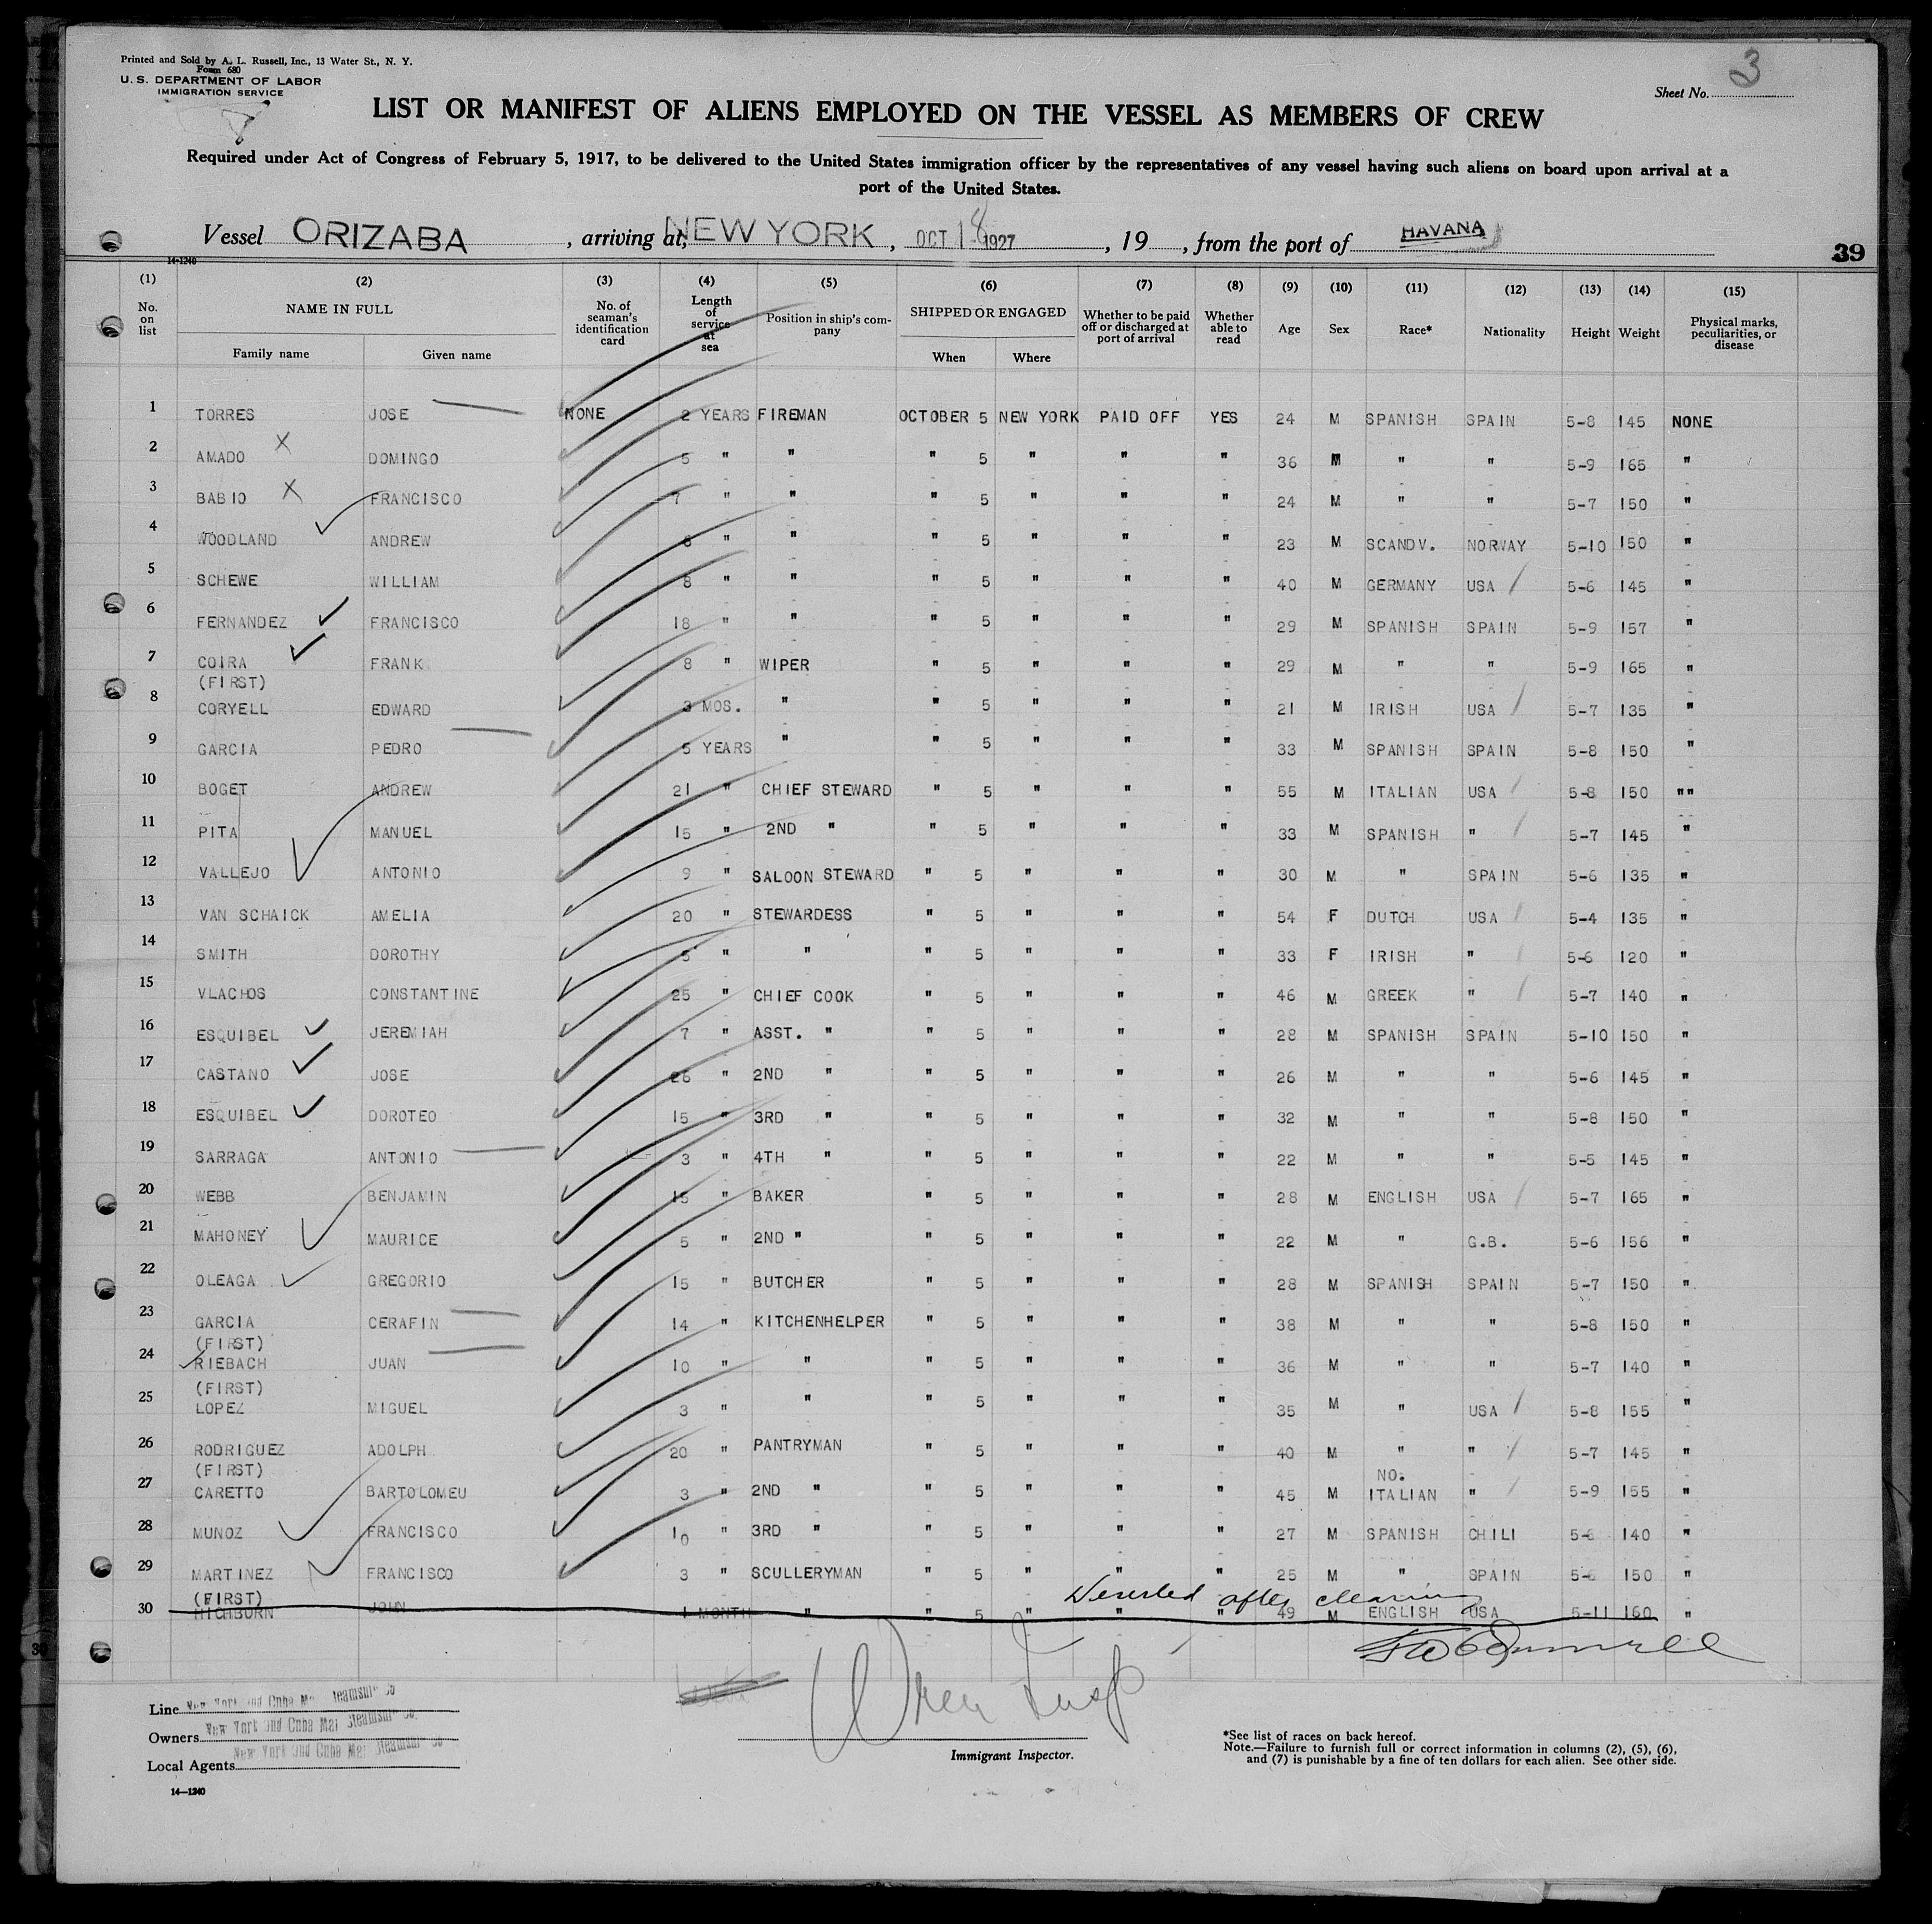 Printed and Sold by A. L. Russell, Inc., 13 Water St., N. Y.
Form 680
U. S. DEPARTMENT OF LABOR
IMMIGRATION SERVICE
3
Sheet No.
LIST OR MANIFEST OF ALIENS EMPLOYED ON THE VESSEL AS MEMBERS OF CREW
Required under Act of Congress of February 5, 1917, to be delivered to the United States immigration officer by the representatives of any vessel having such aliens on board upon arrival at a
port of the United States.
Vessel ORIZABA, arriving at, NEW YORK, OCT 18 1927, 19, from the port of HAVANA
39
14-1240
(1) (2) (3) (4) (5) (6) (7) (8) (9) (10) (11) (12) (13) (14) (15)
No. on list NAME IN FULL Family name Given name No. of seaman's identification card Length of service at sea Position in ship's company SHIPPED OR ENGAGED When Where Whether to be paid off or discharged at port of arrival Whether able to read Age Sex Race* Nationality Height Weight Physical marks, peculiarities, or disease
1 TORRES JOSE NONE 2 YEARS FIREMAN OCTOBER 5 NEW YORK PAID OFF YES 24 M SPANISH SPAIN 5-8 145 NONE
2 AMADO X DOMINGO 5 " " " 5 " " " 36 M " " 5-9 165 "
3 BABIO X FRANCISCO 7 " " " 5 " " " 24 M " " 5-7 150 "
4 WOODLAND ANDREW 6 " " " 5 " " " 23 M SCANDV. NORWAY 5-10 150 "
5 SCHEWE WILLIAM 8 " " " 5 " " " 40 M GERMANY USA 5-6 145 "
6 FERNANDEZ FRANCISCO 18 " " " 5 " " " 29 M SPANISH SPAIN 5-9 157 "
7 COIRA FRANK 8 " WIPER " 5 " " " 29 M " " 5-9 165 "
(FIRST)
8 CORYELL EDWARD 3 MOS. " " 5 " " " 21 M IRISH USA 5-7 135 "
9 GARCIA PEDRO 5 YEARS " " 5 " " " 33 M SPANISH SPAIN 5-8 150 "
10 BOGET ANDREW 21 " CHIEF STEWARD " 5 " " " 55 M ITALIAN USA 5-8 150 ""
11 PITA MANUEL 15 " 2ND " " 5 " " " 33 M SPANISH " 5-7 145 "
12 VALLEJO ANTONIO 9 " SALOON STEWARD " 5 " " " 30 M " SPAIN 5-6 135 "
13 VAN SCHAICK AMELIA 20 " STEWARDESS " 5 " " " 54 F DUTCH USA 5-4 135 "
14 SMITH DOROTHY 5 " " " 5 " " " 33 F IRISH " 5-6 120 "
15 VLACHOS CONSTANTINE 25 " CHIEF COOK " 5 " " " 46 M GREEK " 5-7 140 "
16 ESQUIBEL JEREMIAH 7 " ASST. " " 5 " " " 28 M SPANISH SPAIN 5-10 150 "
17 CASTANO JOSE 26 " 2ND " " 5 " " " 26 M " " 5-6 145 "
18 ESQUIBEL DOROTEO 15 " 3RD " " 5 " " " 32 M " " 5-8 150 "
19 SARRAGA ANTONIO 3 " 4TH " " 5 " " " 22 M " " 5-5 145 "
20 WEBB BENJAMIN 15 " BAKER " 5 " " " 28 M ENGLISH USA 5-7 165 "
21 MAHONEY MAURICE 5 " 2ND " " 5 " " " 22 M " G.B. 5-6 156 "
22 OLEAGA GREGORIO 15 " BUTCHER " 5 " " " 28 M SPANISH SPAIN 5-7 150 "
23 GARCIA CERAFIN 14 " KITCHENHELPER " 5 " " " 38 M " " 5-8 150 "
(FIRST)
24 RIEBACH JUAN 10 " " " 5 " " " 36 M " " 5-7 140 "
(FIRST)
25 LOPEZ MIGUEL 3 " " " 5 " " " 35 M " USA 5-8 155 "
26 RODRIGUEZ ADOLPH 20 " PANTRYMAN " 5 " " " 40 M " " 5-7 145 "
(FIRST) NO.
27 CARETTO BARTOLOMEU 3 " 2ND " " 5 " " " 45 M ITALIAN " 5-9 155 "
28 MUNOZ FRANCISCO 10 " 3RD " " 5 " " " 27 M SPANISH CHILI 140 "
29 MARTINEZ FRANCISCO 3 " SCULLERYMAN " 5 " " " 25 M " SPAIN 150 "
(FIRST) Deserted after clearing
30 HIGHBURN JOHN 1 MONTH " " 5 " " " 49 M ENGLISH USA 5-11 160 "
Line New York and Cuba Mai Steamship Co
Owners New York and Cuba Mai Steamship Co.
Local Agents New York and Cuba Mai Steamship Co
Immigrant Inspector.
*See list of races on back hereof.
Note.—Failure to furnish full or correct information in columns (2), (5), (6),
and (7) is punishable by a fine of ten dollars for each alien. See other side.
14—1240